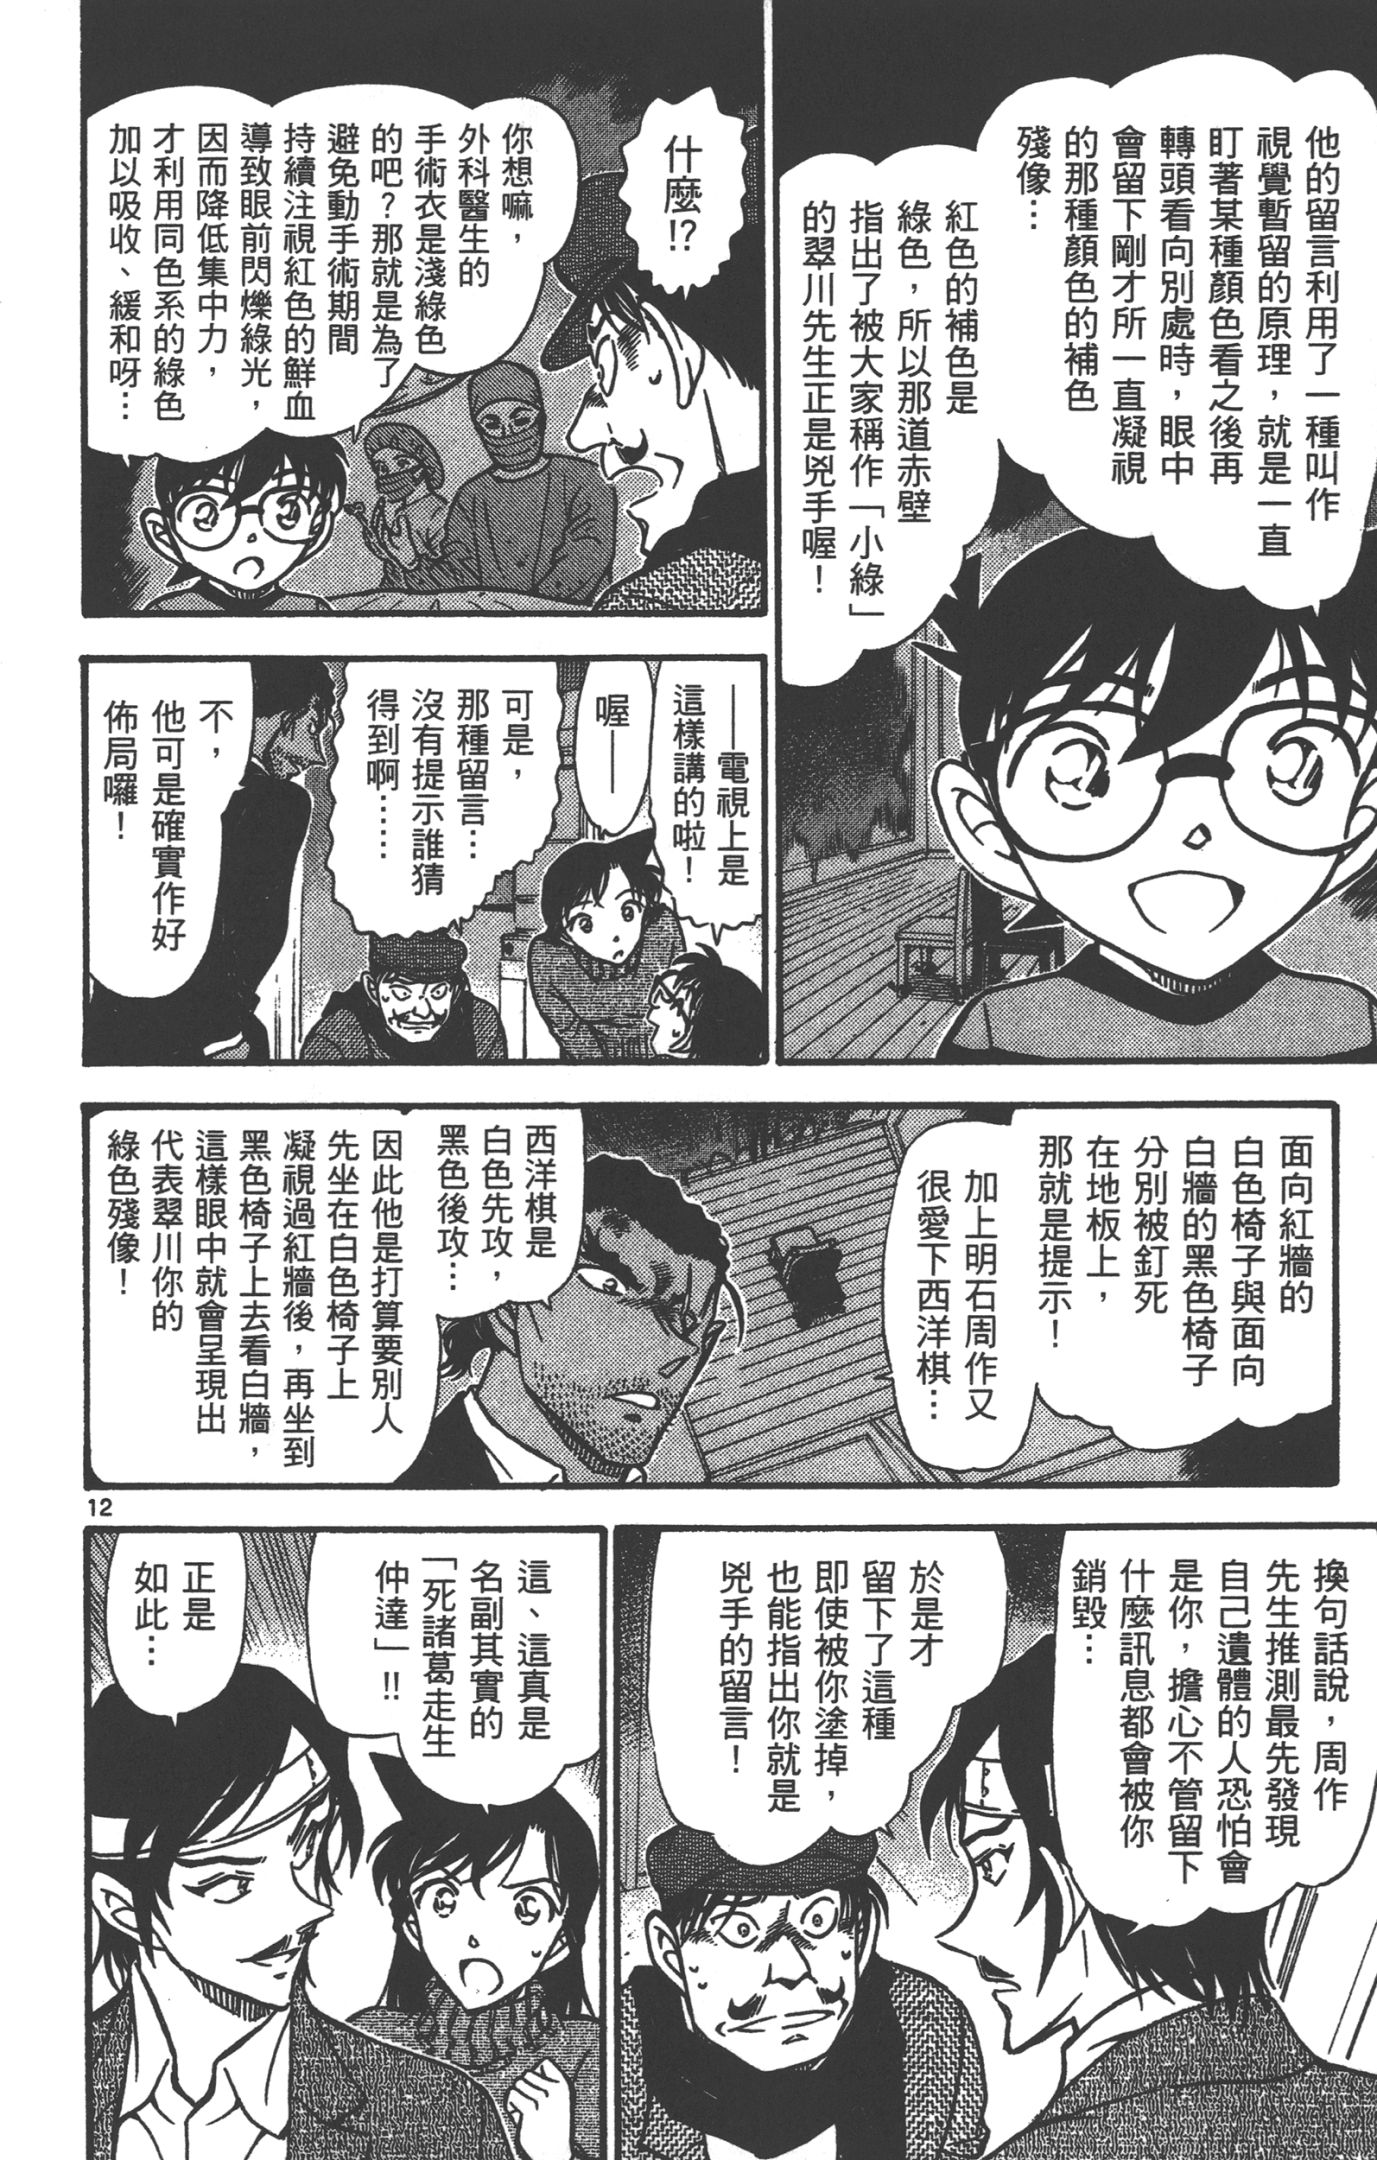 他的留言利用了一種叫作
視覺暫留的原理，就是一直
盯著某種顏色看之後再
轉頭看向別處時，眼中
會留下剛才所一直凝視
的那種顏色的補色
殘像…
紅色的補色是
綠色，所以那道赤壁
指出了被大家稱作「小綠」
的翠川先生正是兇手喔！
什麼!?
你想嘛，
外科醫生的
手術衣是淺綠色
的吧？那就是為了
避免動手術期間
持續注視紅色的鮮血
導致眼前閃爍綠光，
因而降低集中力，
才利用同色系的綠色
加以吸收、緩和呀…
——電視上是
這樣講的啦！
喔——
可是，
那種留言…
沒有提示誰猜
得到啊……
不，
他可是確實作好
佈局囉！
面向紅牆的
白色椅子與面向
白牆的黑色椅子
分別被釘死
在地板上，
那就是提示！
加上明石周作又
很愛下西洋棋…
西洋棋是
白色先攻，
黑色後攻…
因此他是打算要別人
先坐在白色椅子上
凝視過紅牆後，再坐到
黑色椅子上去看白牆，
這樣眼中就會呈現出
代表翠川你的
綠色殘像！
12
換句話說，周作
先生推測最先發現
自己遺體的人恐怕會
是你，擔心不管留下
什麼訊息都會被你
銷毀…
於是才
留下了這種
即使被你塗掉，
也能指出你就是
兇手的留言！
這、這真是
名副其實的
「死諸葛走生
仲達」!!
正是
如此…